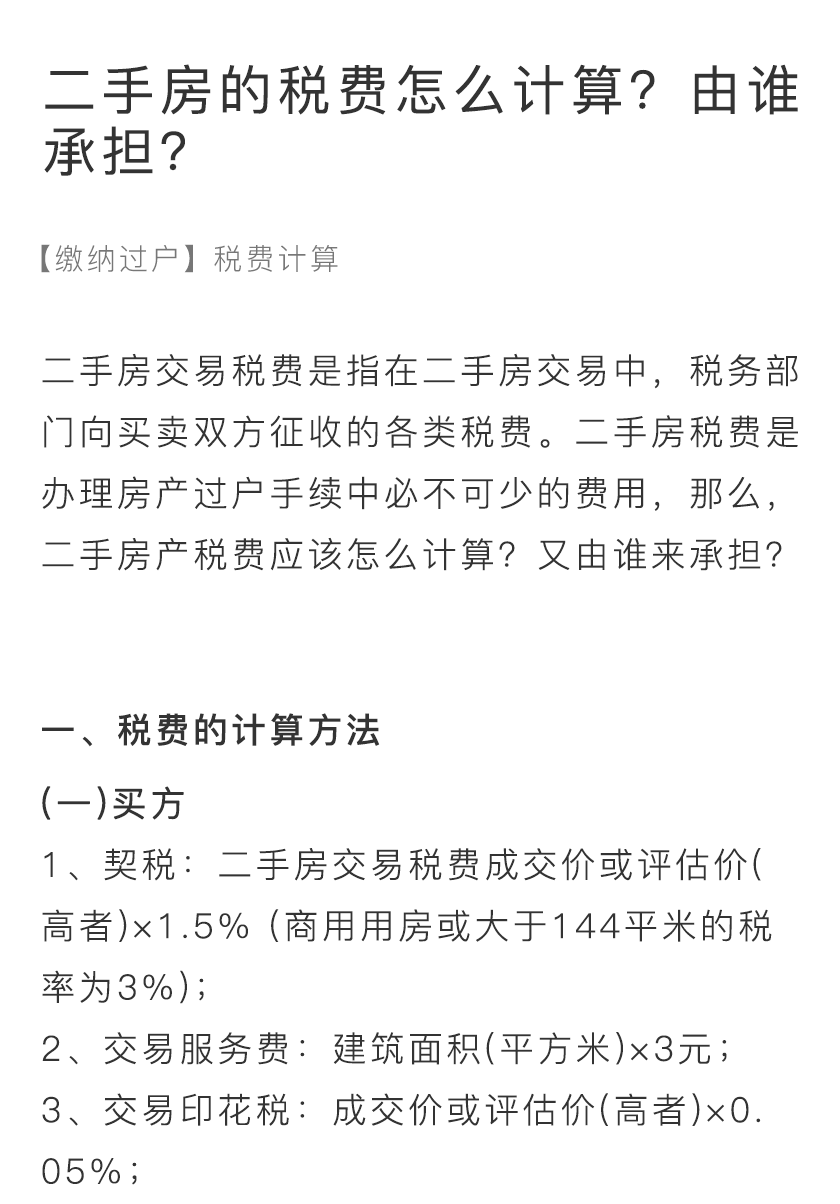 二手房的税费怎么计算？由谁
承担？
【缴纳过户】税费计算
二手房交易税费是指在二手房交易中，税务部
门向买卖双方征收的各类税费。二手房税费是
办理房产过户手续中必不可少的费用，那么，
二手房产税费应该怎么计算？又由谁来承担？
一、税费的计算方法
(一)买方
1、契税：二手房交易税费成交价或评估价(
高者)×1.5% (商用用房或大于144平米的税
率为3%)；
2、交易服务费：建筑面积(平方米)×3元；
3、交易印花税：成交价或评估价(高者)×0.
05%；